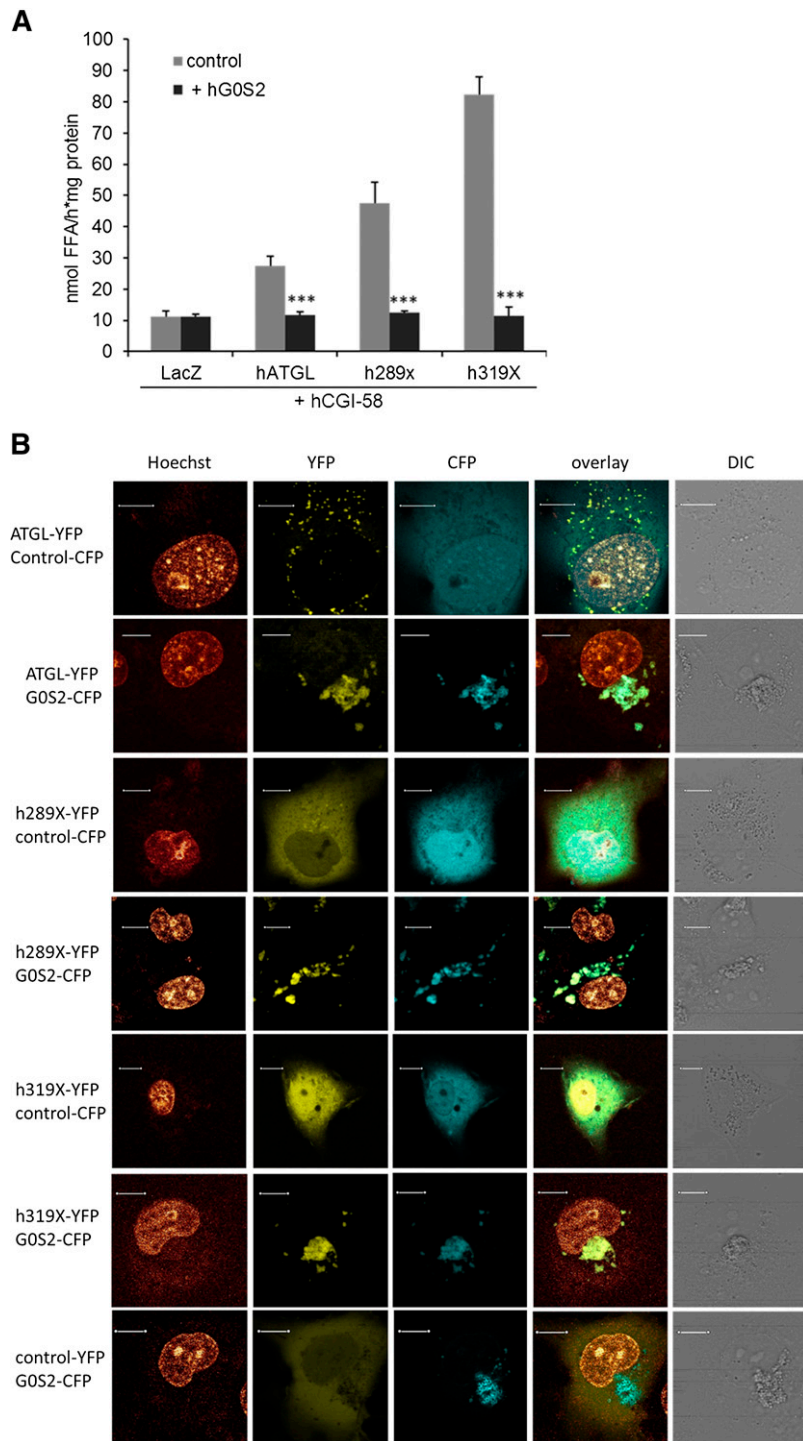 A
100
90
80
70
60
50
40
30
20
10
0
nmol FFA/h*mg protein
control
+ hG0S2
***
***
***
LacZ hATGL h289x h319X
+ hCGI-58
B
Hoechst YFP CFP overlay DIC
ATGL-YFP
Control-CFP
ATGL-YFP
G0S2-CFP
h289X-YFP
control-CFP
h289X-YFP
G0S2-CFP
h319X-YFP
control-CFP
h319X-YFP
G0S2-CFP
control-YFP
G0S2-CFP